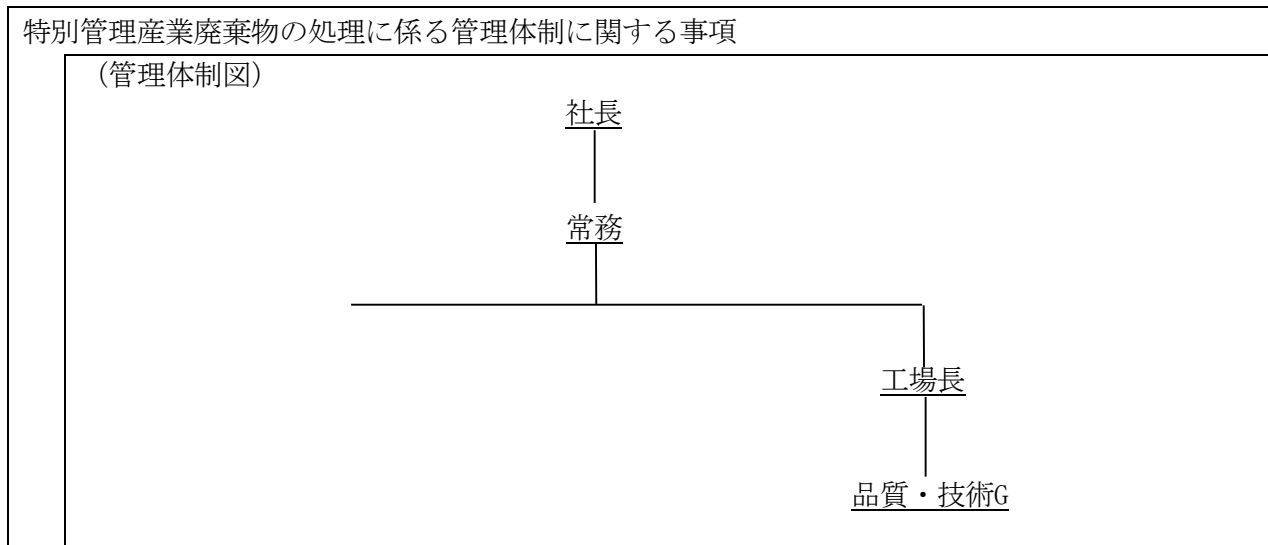 特別管理産業廃棄物の処理に係る管理体制に関する事項
（管理体制図）
社長
常務
工場長
品質・技術G